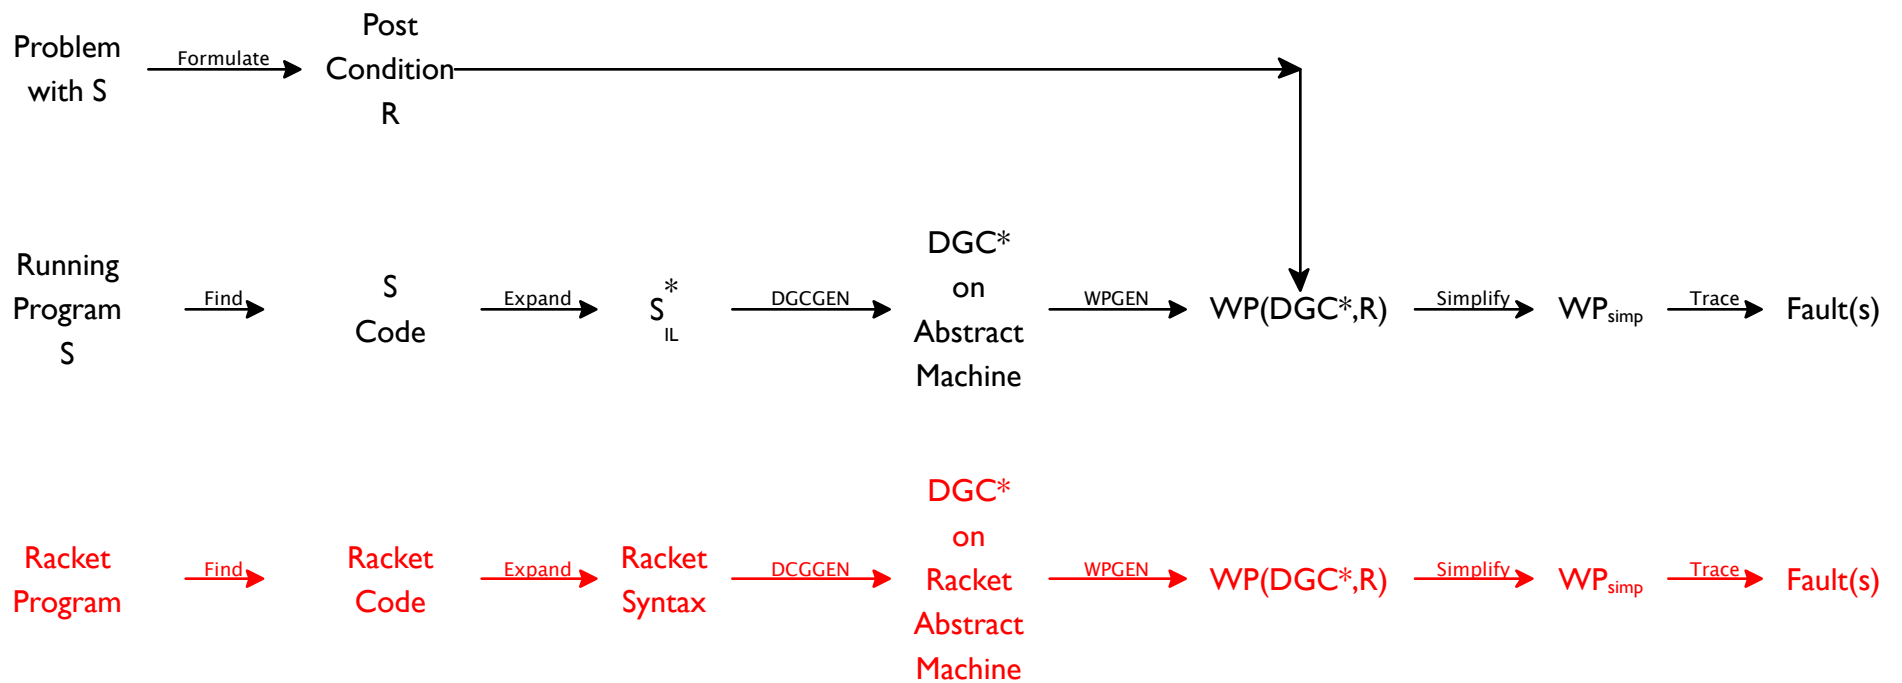 Problem
with S
Formulate
Post
Condition
R
Running
Program
S
Find
S
Code
Expand
S*IL
DGCGEN
DGC*
on
Abstract
Machine
WPGEN
WP(DGC*,R)
Simplify
WPsimp
Trace
Fault(s)
Racket
Program
Find
Racket
Code
Expand
Racket
Syntax
DCGGEN
DGC*
on
Racket
Abstract
Machine
WPGEN
WP(DGC*,R)
Simplify
WPsimp
Trace
Fault(s)